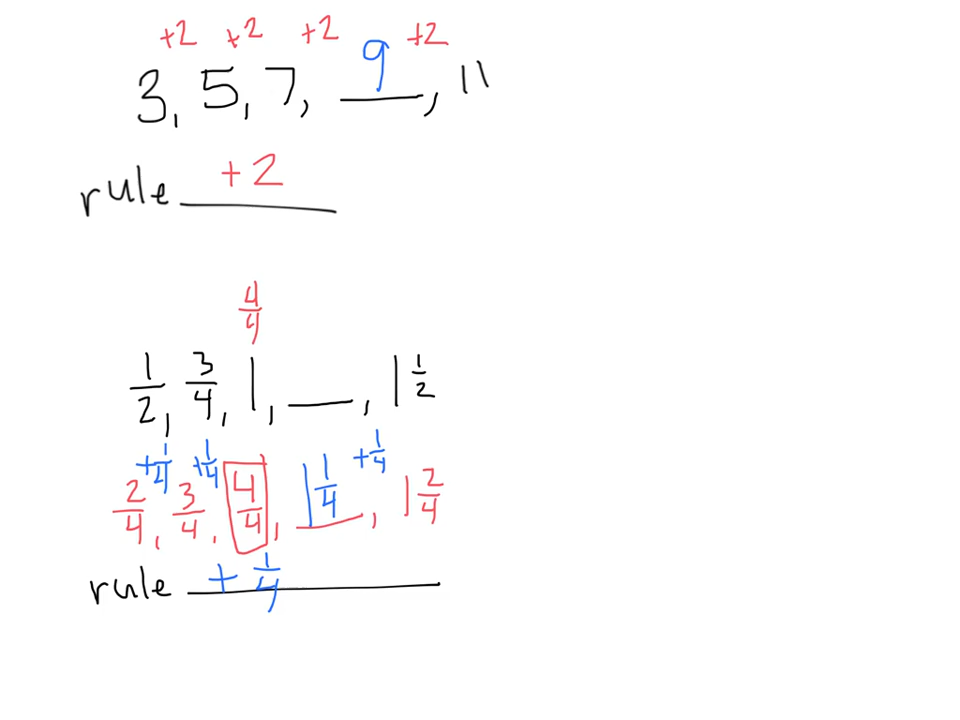 +2 +2 +2 +2
3, 5, 7, 9, 11
rule +2
4/4
1/2, 3/4, 1, __, 1 1/2
+1/4 +1/4 +1/4
2/4, 3/4, 4/4, 1 1/4, 1 2/4
rule + 1/4